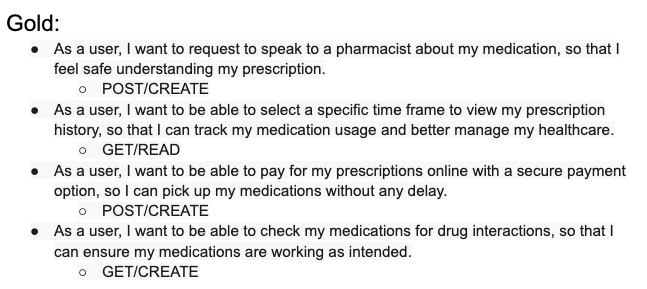 Gold:
● As a user, I want to request to speak to a pharmacist about my medication, so that I
feel safe understanding my prescription.
○ POST/CREATE
● As a user, I want to be able to select a specific time frame to view my prescription
history, so that I can track my medication usage and better manage my healthcare.
○ GET/READ
● As a user, I want to be able to pay for my prescriptions online with a secure payment
option, so I can pick up my medications without any delay.
○ POST/CREATE
● As a user, I want to be able to check my medications for drug interactions, so that I
can ensure my medications are working as intended.
○ GET/CREATE